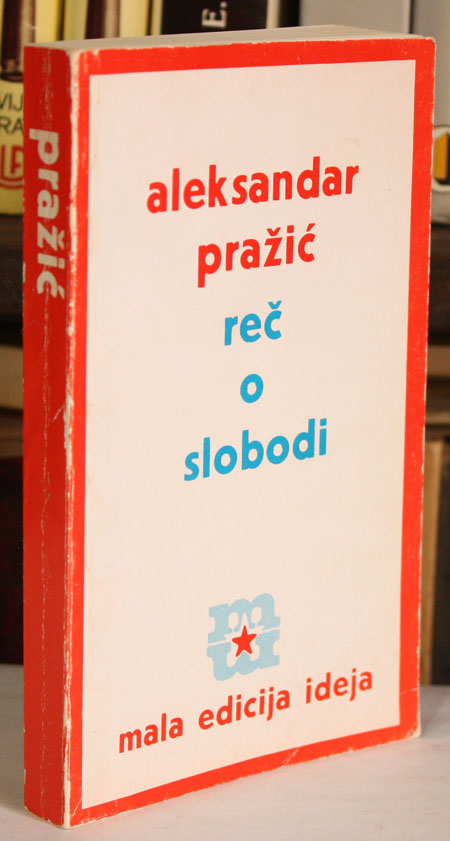 pražić
aleksandar
pražić
reč
o
slobodi
mala edicija ideja
E.